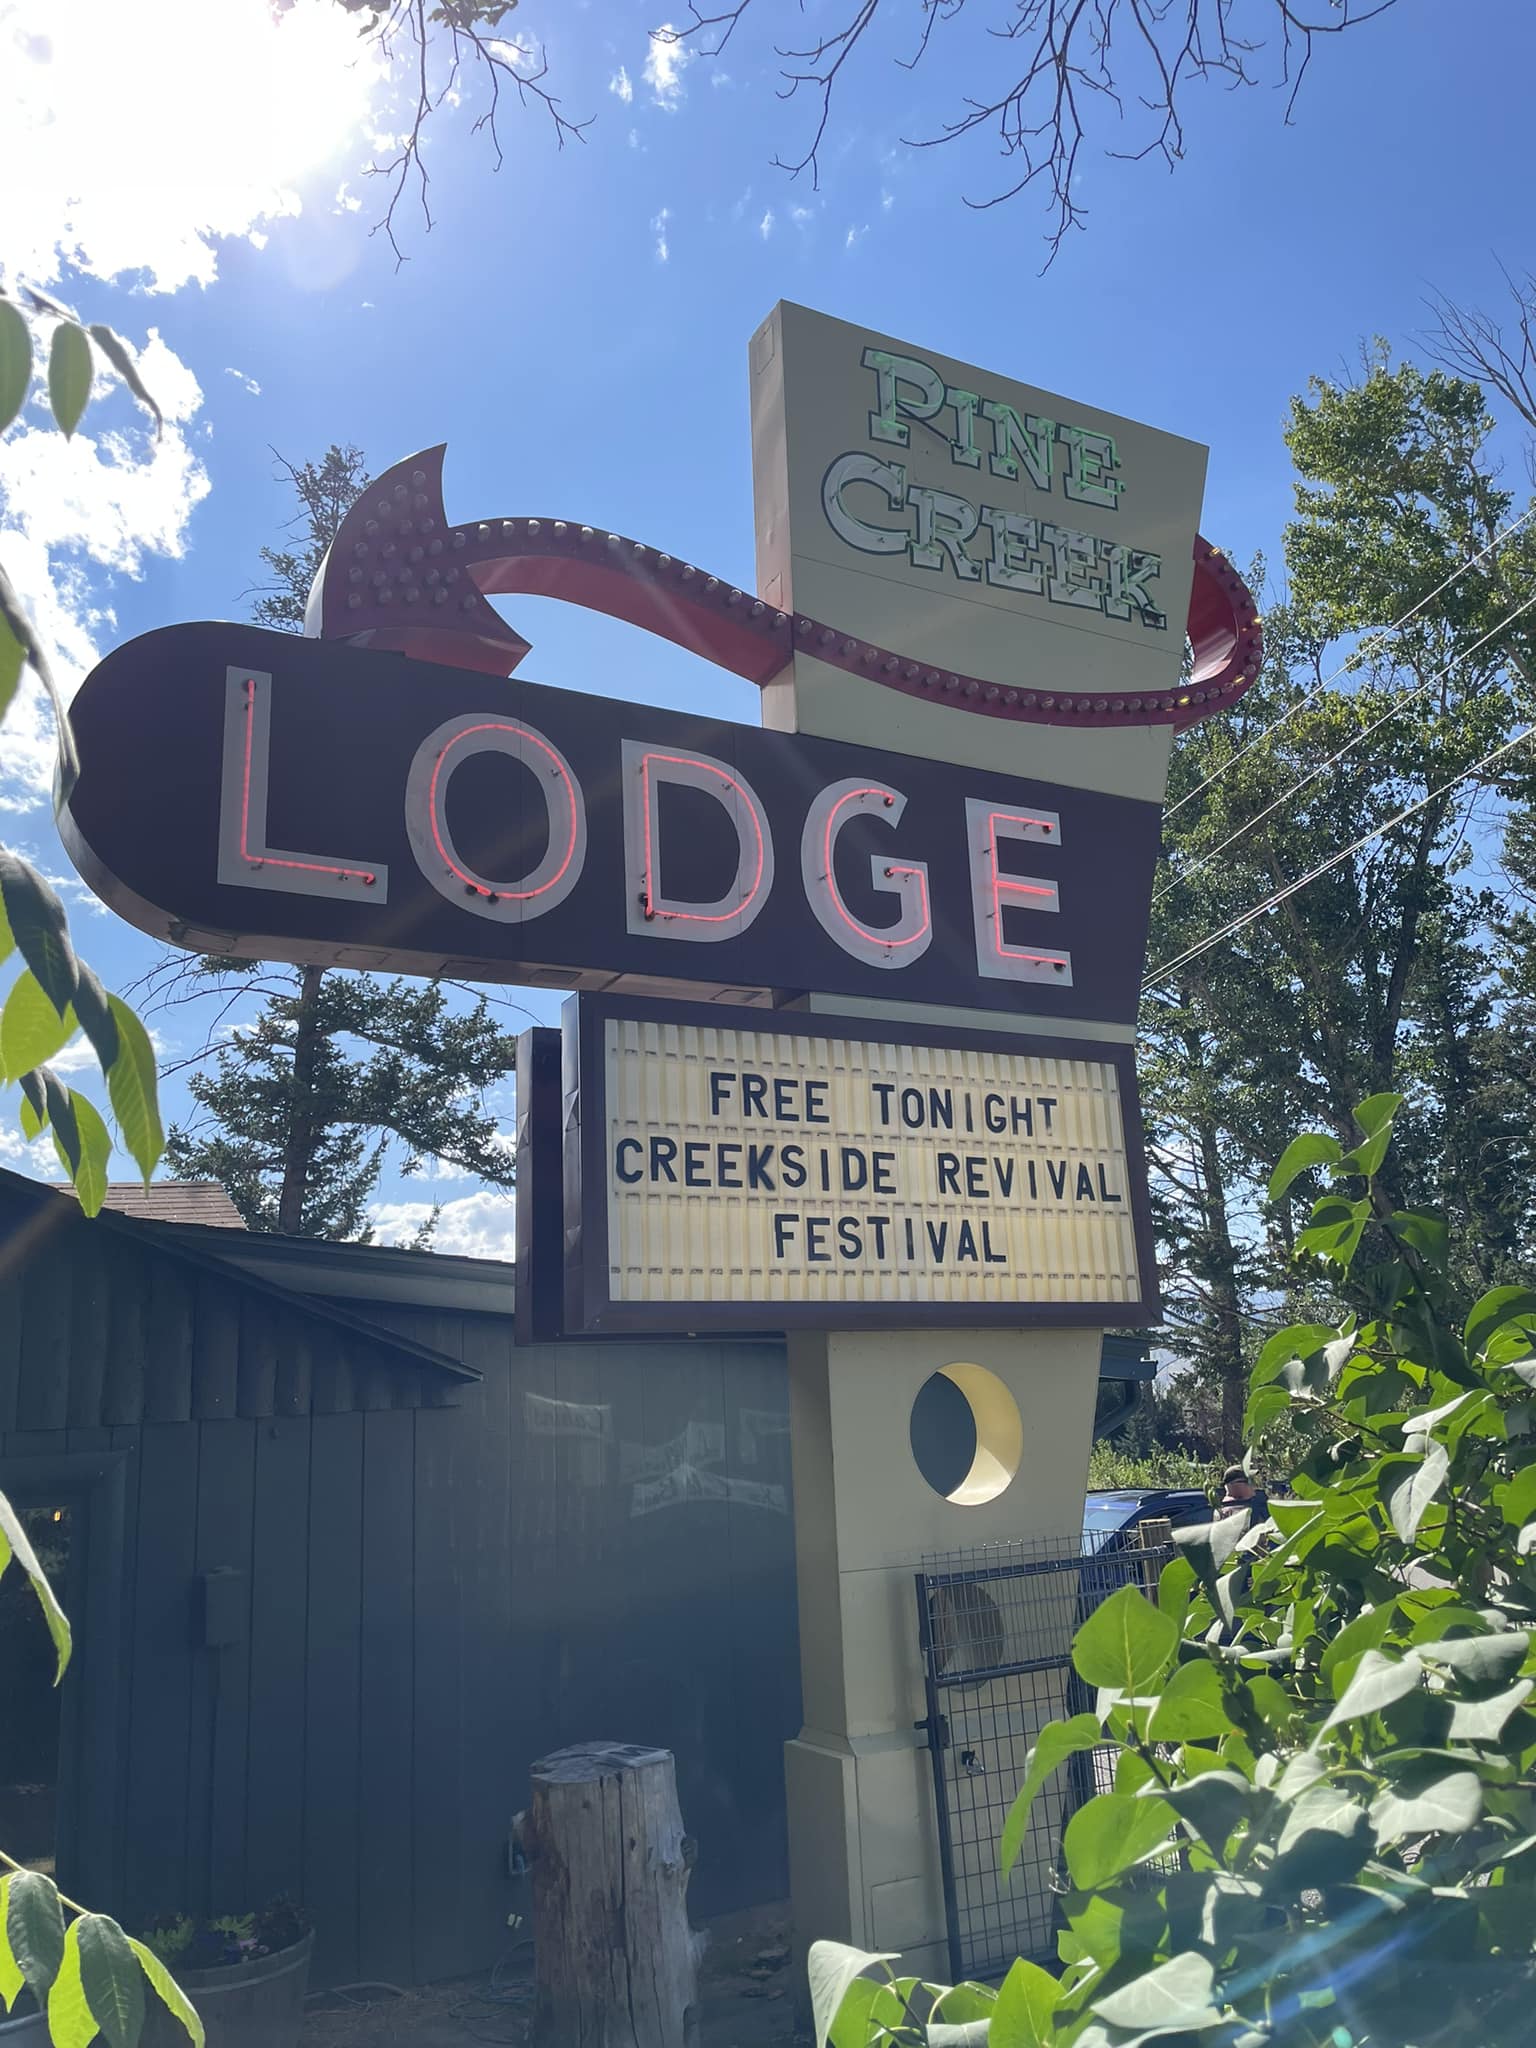 PINE
CREEK
LODGE
FREE TONIGHT
CREEKSIDE REVIVAL
FESTIVAL